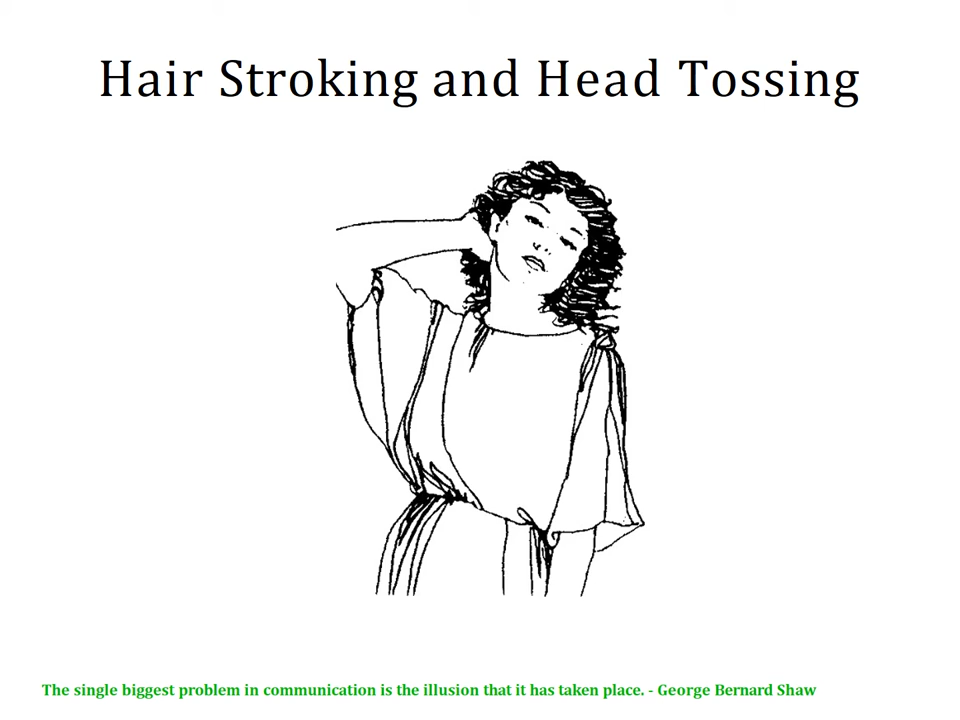 Hair Stroking and Head Tossing
The single biggest problem in communication is the illusion that it has taken place. - George Bernard Shaw